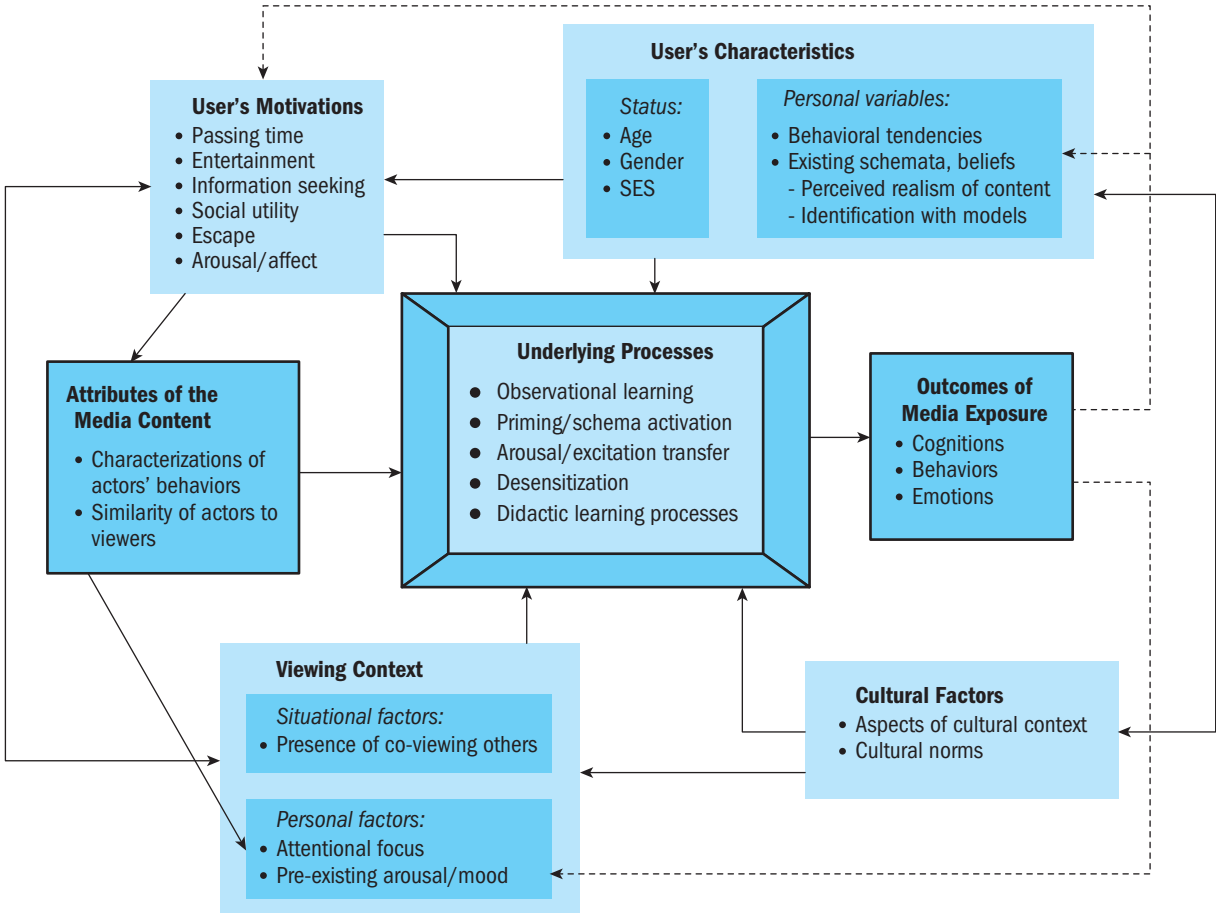 User's Characteristics
Status:
• Age
• Gender
• SES
Personal variables:
• Behavioral tendencies
• Existing schemata, beliefs
- Perceived realism of content
- Identification with models
User's Motivations
• Passing time
• Entertainment
• Information seeking
• Social utility
• Escape
• Arousal/affect
Attributes of the
Media Content
• Characterizations of
actors’ behaviors
• Similarity of actors to
viewers
Underlying Processes
● Observational learning
● Priming/schema activation
● Arousal/excitation transfer
● Desensitization
● Didactic learning processes
Outcomes of
Media Exposure
• Cognitions
• Behaviors
• Emotions
Viewing Context
Situational factors:
• Presence of co-viewing others
Personal factors:
• Attentional focus
• Pre-existing arousal/mood
Cultural Factors
• Aspects of cultural context
• Cultural norms